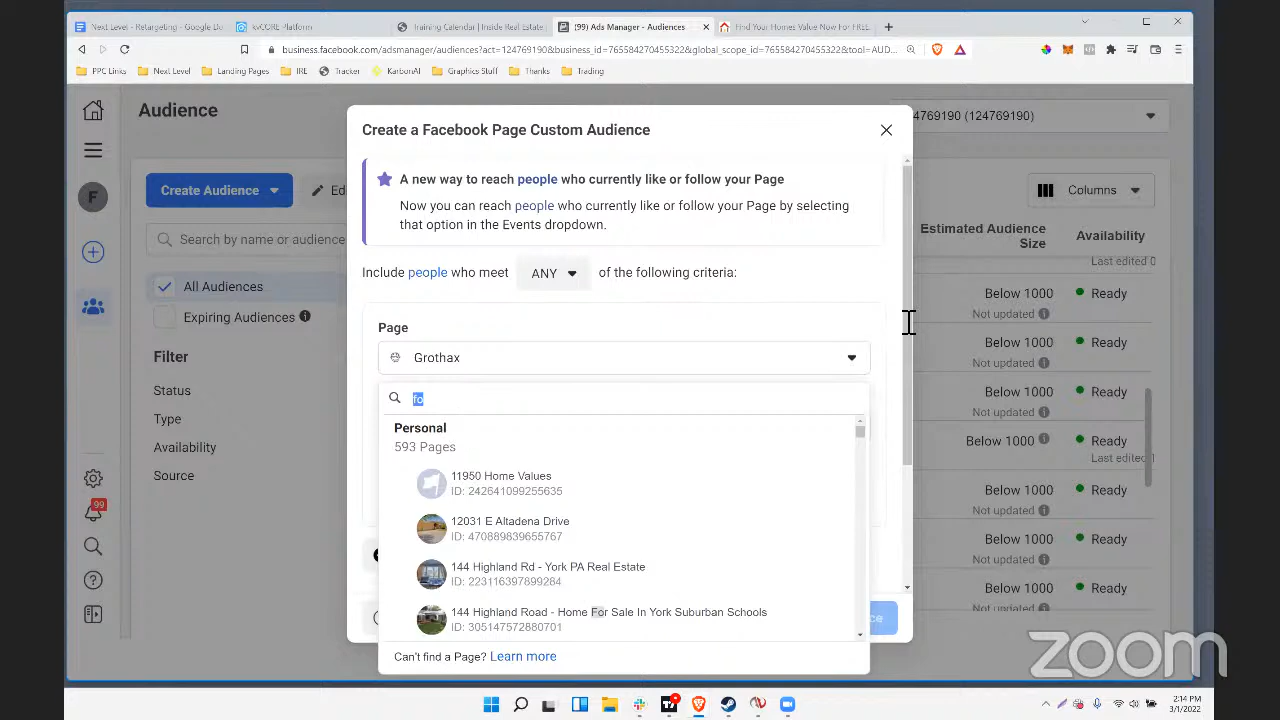 Next Level - Retargeting - Google Do
kvCORE Platform
Training Calendar | Inside Real Estate
(99) Ads Manager - Audiences
Find Your Homes Value Now For FREE
business.facebook.com/adsmanager/audiences?act=124769190&business_id=765584270455322&global_scope_id=765584270455322&tool=AUD...
PPC Links
Next Level
Landing Pages
IRE
Tracker
KarbonAI
Graphics Stuff
Thanks
Trading
Audience
4769190 (124769190)
Create Audience
Edi
Columns
Search by name or audience
Estimated Audience Size
Availability
Last edited 0
All Audiences
Expiring Audiences
Filter
Status
Type
Availability
Source
F
99
Create a Facebook Page Custom Audience
A new way to reach people who currently like or follow your Page
Now you can reach people who currently like or follow your Page by selecting
that option in the Events dropdown.
Include people who meet ANY of the following criteria:
Page
Grothax
fo
Personal
593 Pages
11950 Home Values
ID: 242641099255635
12031 E Altadena Drive
ID: 470889839655767
144 Highland Rd - York PA Real Estate
ID: 223116397899284
144 Highland Road - Home For Sale In York Suburban Schools
ID: 305147572880701
Can't find a Page? Learn more
ce
Below 1000 Ready
Not updated
Below 1000 Ready
Not updated
Below 1000 Ready
Not updated
Below 1000 Ready
Last edited
Below 1000 Ready
Not updated
Below 1000 Ready
Not updated
Below 1000 Ready
Not updated
zoom
2:14 PM
3/1/2022